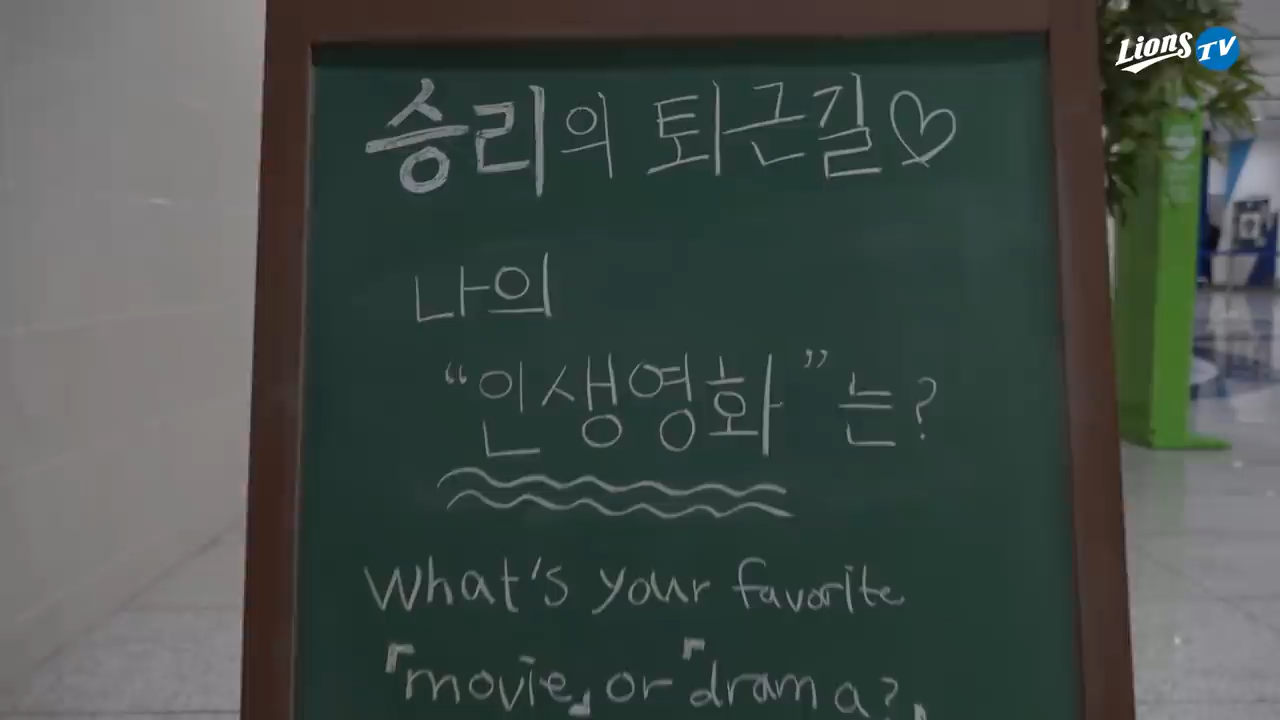 Lions TV
승리의 퇴근길♡
나의
“인생영화”는?
What's your favorite
「movie」 or 「drama?」